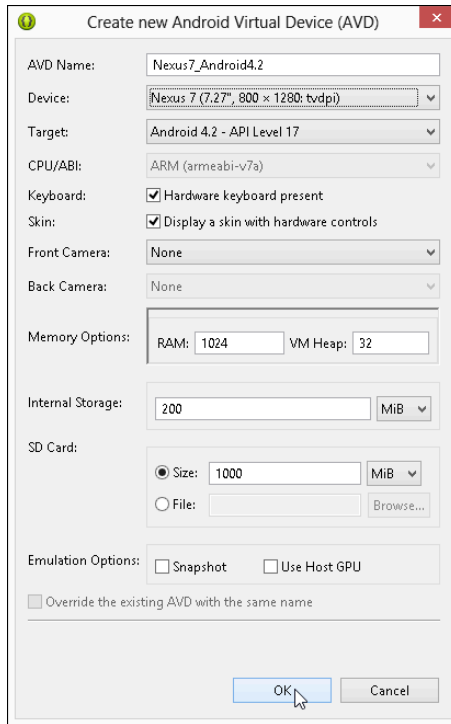 Create new Android Virtual Device (AVD)
AVD Name: Nexus7_Android4.2
Device: Nexus 7 (7.27", 800 × 1280: tvdpi)
Target: Android 4.2 - API Level 17
CPU/ABI: ARM (armeabi-v7a)
Keyboard: Hardware keyboard present
Skin: Display a skin with hardware controls
Front Camera: None
Back Camera: None
Memory Options: RAM: 1024 VM Heap: 32
Internal Storage: 200 MiB
SD Card:
Size: 1000 MiB
File: Browse...
Emulation Options: Snapshot Use Host GPU
Override the existing AVD with the same name
OK Cancel